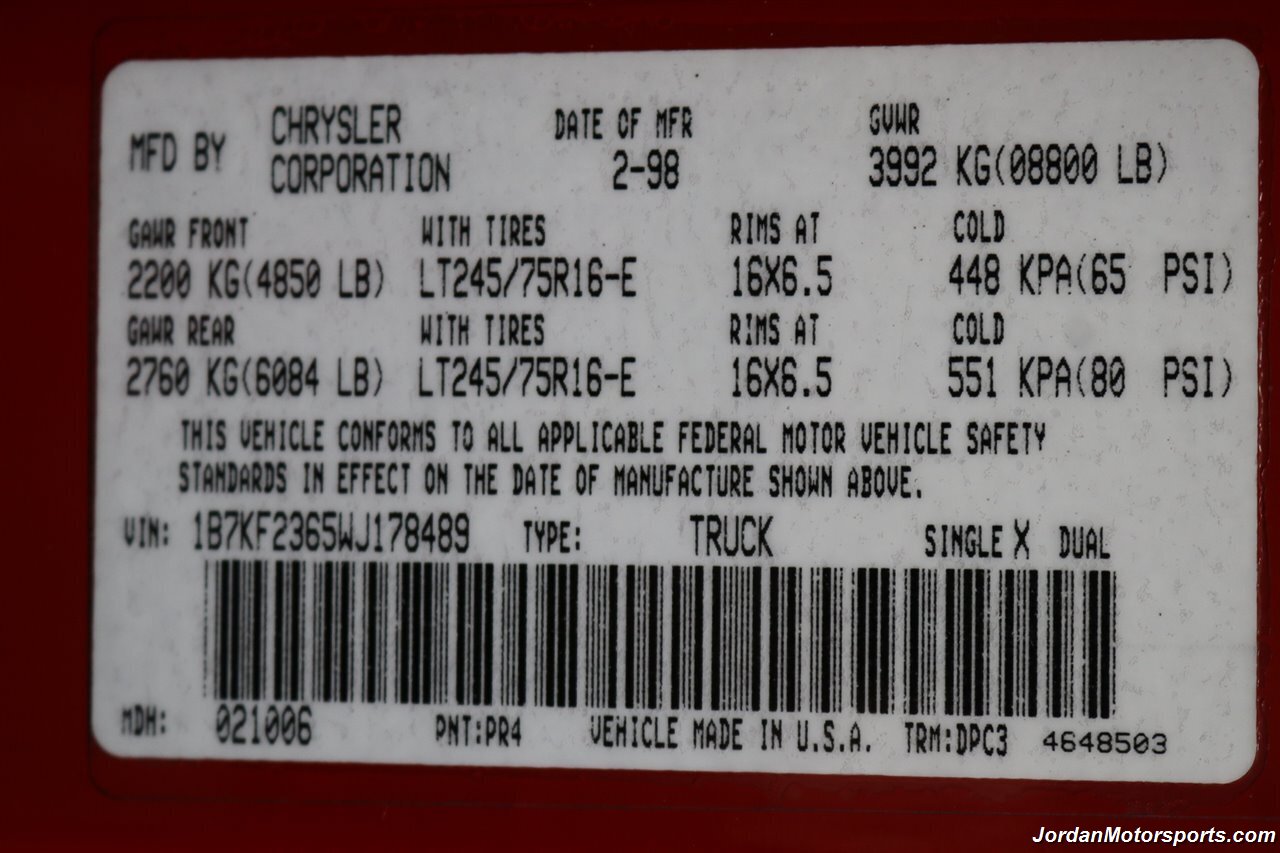 MFD BY CHRYSLER CORPORATION DATE OF MFR 2-98 GVWR 3992 KG(08800 LB)
GAWR FRONT WITH TIRES RIMS AT COLD
2200 KG(4850 LB) LT245/75R16-E 16X6.5 448 KPA(65 PSI)
GAWR REAR WITH TIRES RIMS AT COLD
2760 KG(6084 LB) LT245/75R16-E 16X6.5 551 KPA(80 PSI)
THIS VEHICLE CONFORMS TO ALL APPLICABLE FEDERAL MOTOR VEHICLE SAFETY
STANDARDS IN EFFECT ON THE DATE OF MANUFACTURE SHOWN ABOVE.
VIN: 1B7KF2365WJ178489 TYPE: TRUCK SINGLE X DUAL
MDH: 021006 PNT:PR4 VEHICLE MADE IN U.S.A. TRM:DPC3 4648503
JordanMotorsports.com